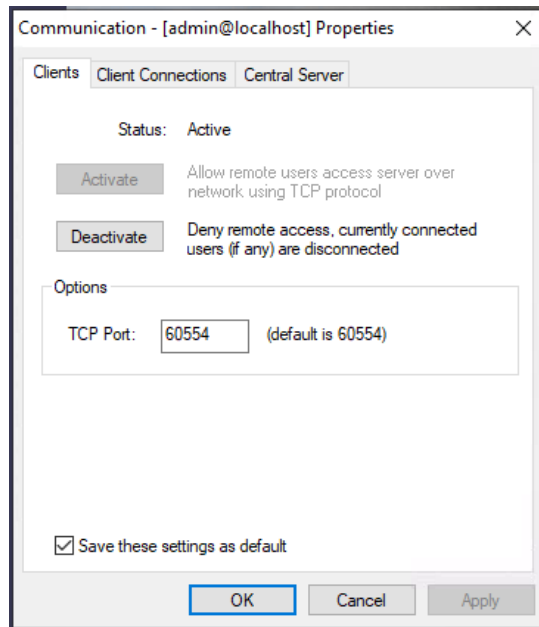 Communication - [admin@localhost] Properties
Clients
Client Connections
Central Server
Status: Active
Activate
Allow remote users access server over
network using TCP protocol
Deactivate
Deny remote access, currently connected
users (if any) are disconnected
Options
TCP Port: 60554 (default is 60554)
Save these settings as default
OK
Cancel
Apply